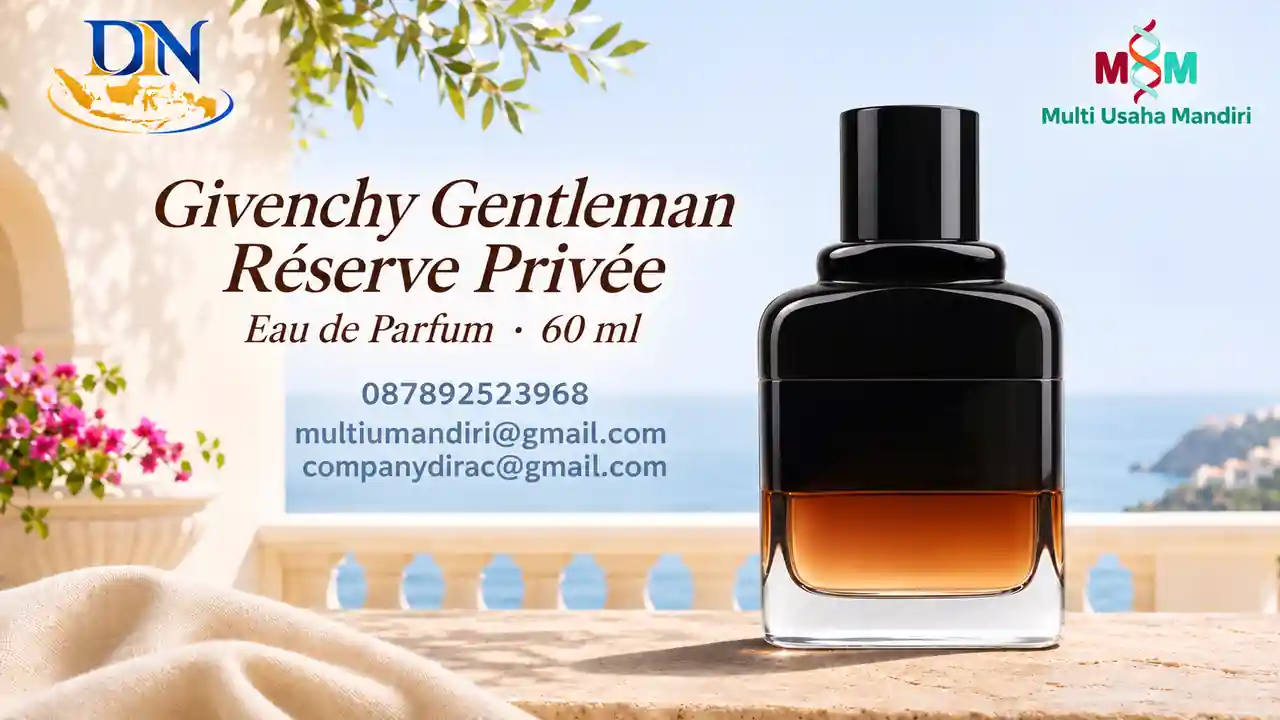 DN
MSM
Multi Usaha Mandiri
Givenchy Gentleman
Réserve Privée
Eau de Parfum · 60 ml
087892523968
multiumandiri@gmail.com
companydirac@gmail.com